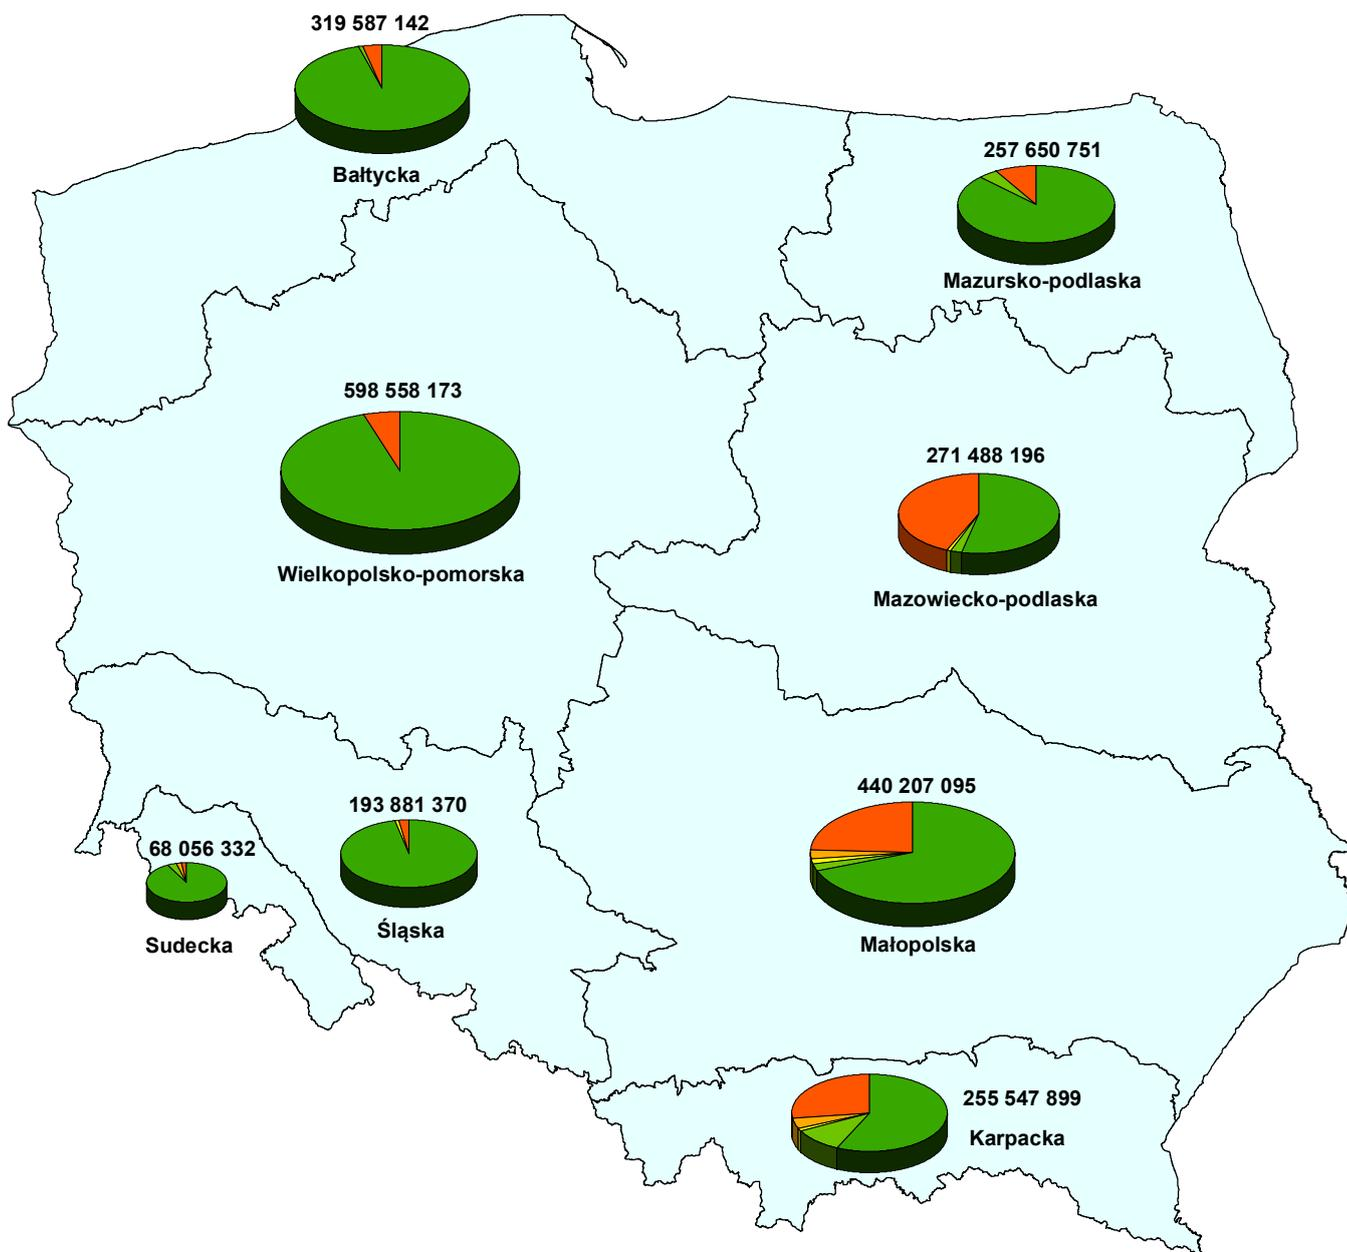 319 587 142
Bałtycka
257 650 751
Mazursko-podlaska
598 558 173
Wielkopolsko-pomorska
271 488 196
Mazowiecko-podlaska
440 207 095
Małopolska
193 881 370
Śląska
68 056 332
Sudecka
255 547 899
Karpacka